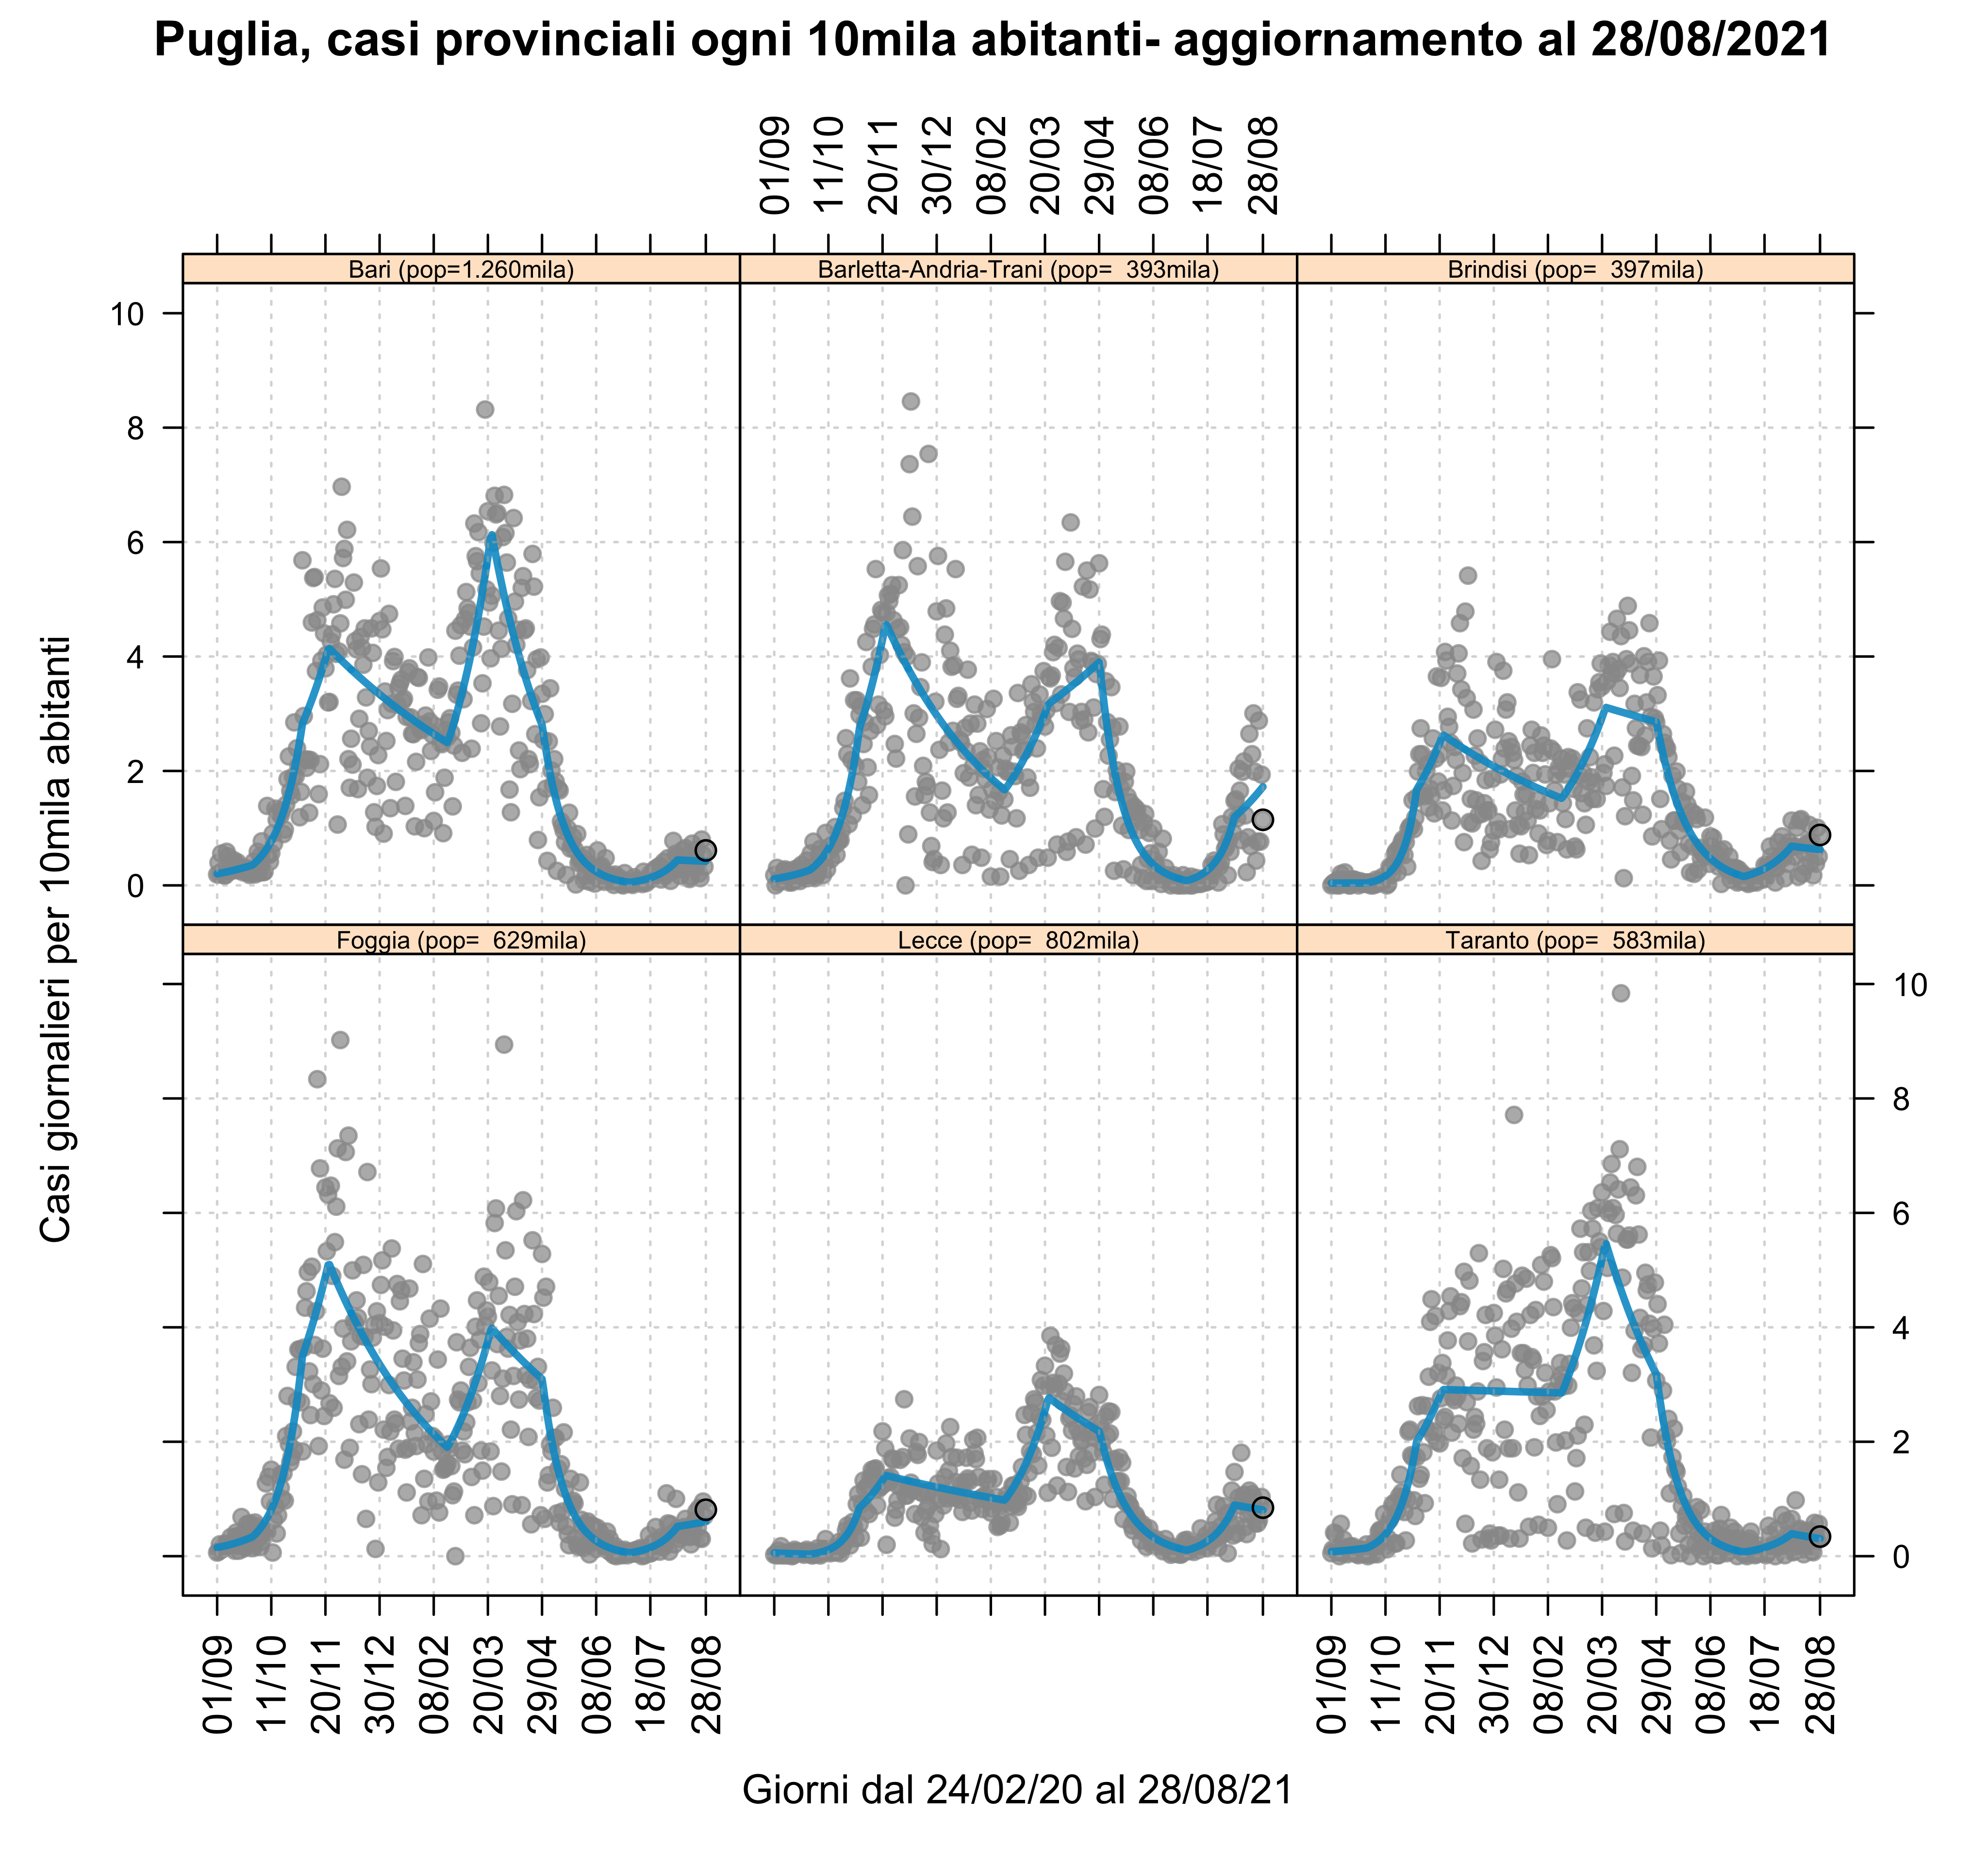 Puglia, casi provinciali ogni 10mila abitanti- aggiornamento al 28/08/2021
01/09 11/10 20/11 30/12 08/02 20/03 29/04 08/06 18/07 28/08
Bari (pop=1.260mila) Barletta-Andria-Trani (pop=  393mila) Brindisi (pop=  397mila)
10
8
6
4
2
0
Casi giornalieri per 10mila abitanti
Foggia (pop=  629mila) Lecce (pop=  802mila) Taranto (pop=  583mila)
10
8
6
4
2
0
01/09 11/10 20/11 30/12 08/02 20/03 29/04 08/06 18/07 28/08
01/09 11/10 20/11 30/12 08/02 20/03 29/04 08/06 18/07 28/08
Giorni dal 24/02/20 al 28/08/21